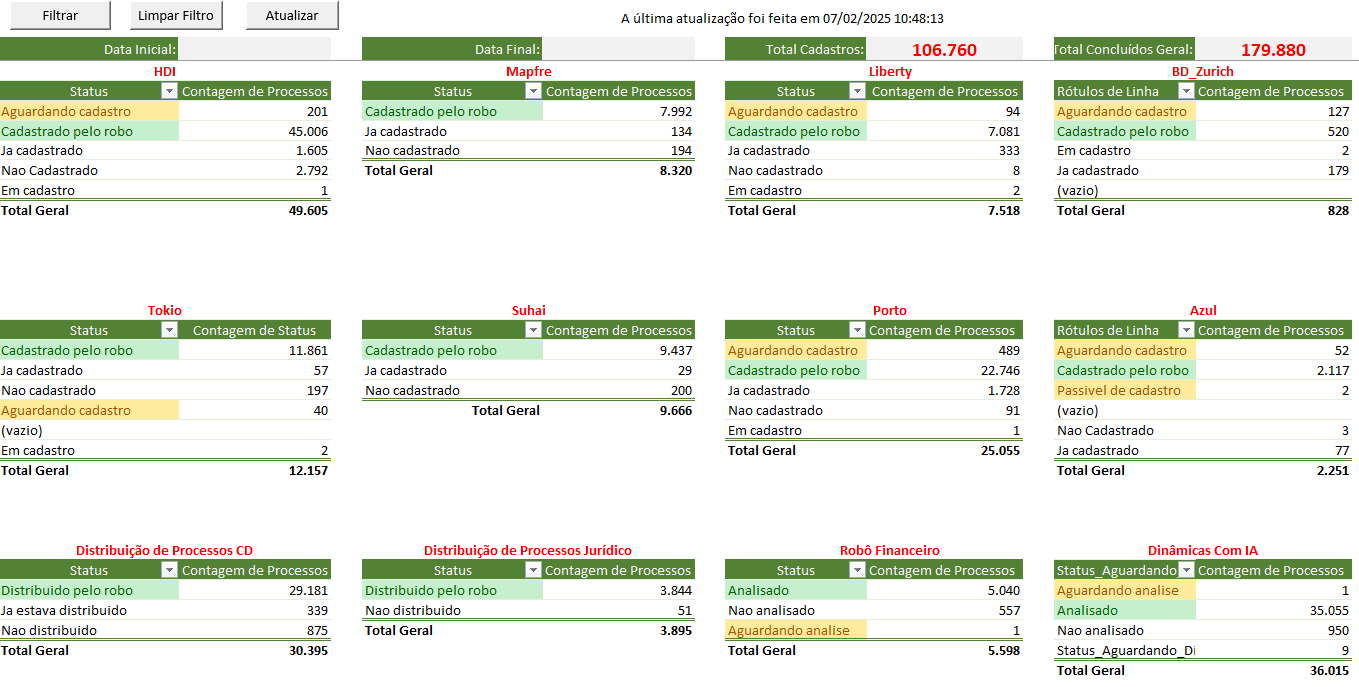 Filtrar Limpar Filtro Atualizar A última atualização foi feita em 07/02/2025 10:48:13
Data Inicial: Data Final: Total Cadastros: 106.760 Total Concluídos Geral: 179.880
HDI Mapfre Liberty BD_Zurich
Status Contagem de Processos Status Contagem de Processos Status Contagem de Processos Rótulos de Linha Contagem de Processos
Aguardando cadastro 201 Cadastrado pelo robo 7.992 Aguardando cadastro 94 Aguardando cadastro 127
Cadastrado pelo robo 45.006 Ja cadastrado 134 Cadastrado pelo robo 7.081 Cadastrado pelo robo 520
Ja cadastrado 1.605 Nao cadastrado 194 Ja cadastrado 333 Em cadastro 2
Nao Cadastrado 2.792 Total Geral 8.320 Nao cadastrado 8 Ja cadastrado 179
Em cadastro 1 Em cadastro 2 (vazio)
Total Geral 49.605 Total Geral 7.518 Total Geral 828
Tokio Suhai Porto Azul
Status Contagem de Status Status Contagem de Processos Status Contagem de Processos Rótulos de Linha Contagem de Processos
Cadastrado pelo robo 11.861 Cadastrado pelo robo 9.437 Aguardando cadastro 489 Aguardando cadastro 52
Ja cadastrado 57 Ja cadastrado 29 Cadastrado pelo robo 22.746 Cadastrado pelo robo 2.117
Nao cadastrado 197 Nao cadastrado 200 Ja cadastrado 1.728 Passivel de cadastro 2
Aguardando cadastro 40 Total Geral 9.666 Nao cadastrado 91 (vazio)
(vazio) Em cadastro 1 Nao Cadastrado 3
Em cadastro 2 Total Geral 25.055 Ja cadastrado 77
Total Geral 12.157 Total Geral 2.251
Distribuição de Processos CD Distribuição de Processos Jurídico Robô Financeiro Dinâmicas Com IA
Status Contagem de Processos Status Contagem de Processos Status Contagem de Processos Status_Aguardando Contagem de Processos
Distribuido pelo robo 29.181 Distribuido pelo robo 3.844 Analisado 5.040 Aguardando analise 1
Ja estava distribuido 339 Nao distribuido 51 Nao analisado 557 Analisado 35.055
Nao distribuido 875 Total Geral 3.895 Aguardando analise 1 Nao analisado 950
Total Geral 30.395 Total Geral 5.598 Status_Aguardando_Di 9
Total Geral 36.015